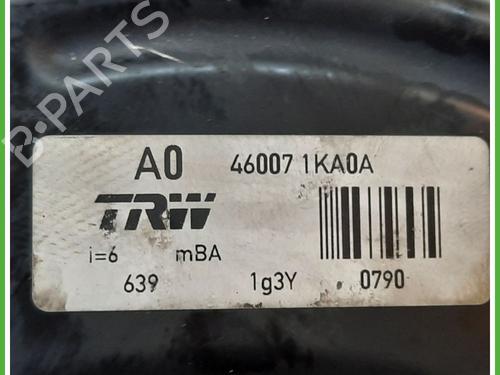 B-PARTS
A0 46007 1KA0A
TRW
i=6 mBA
639 1g3Y 0790